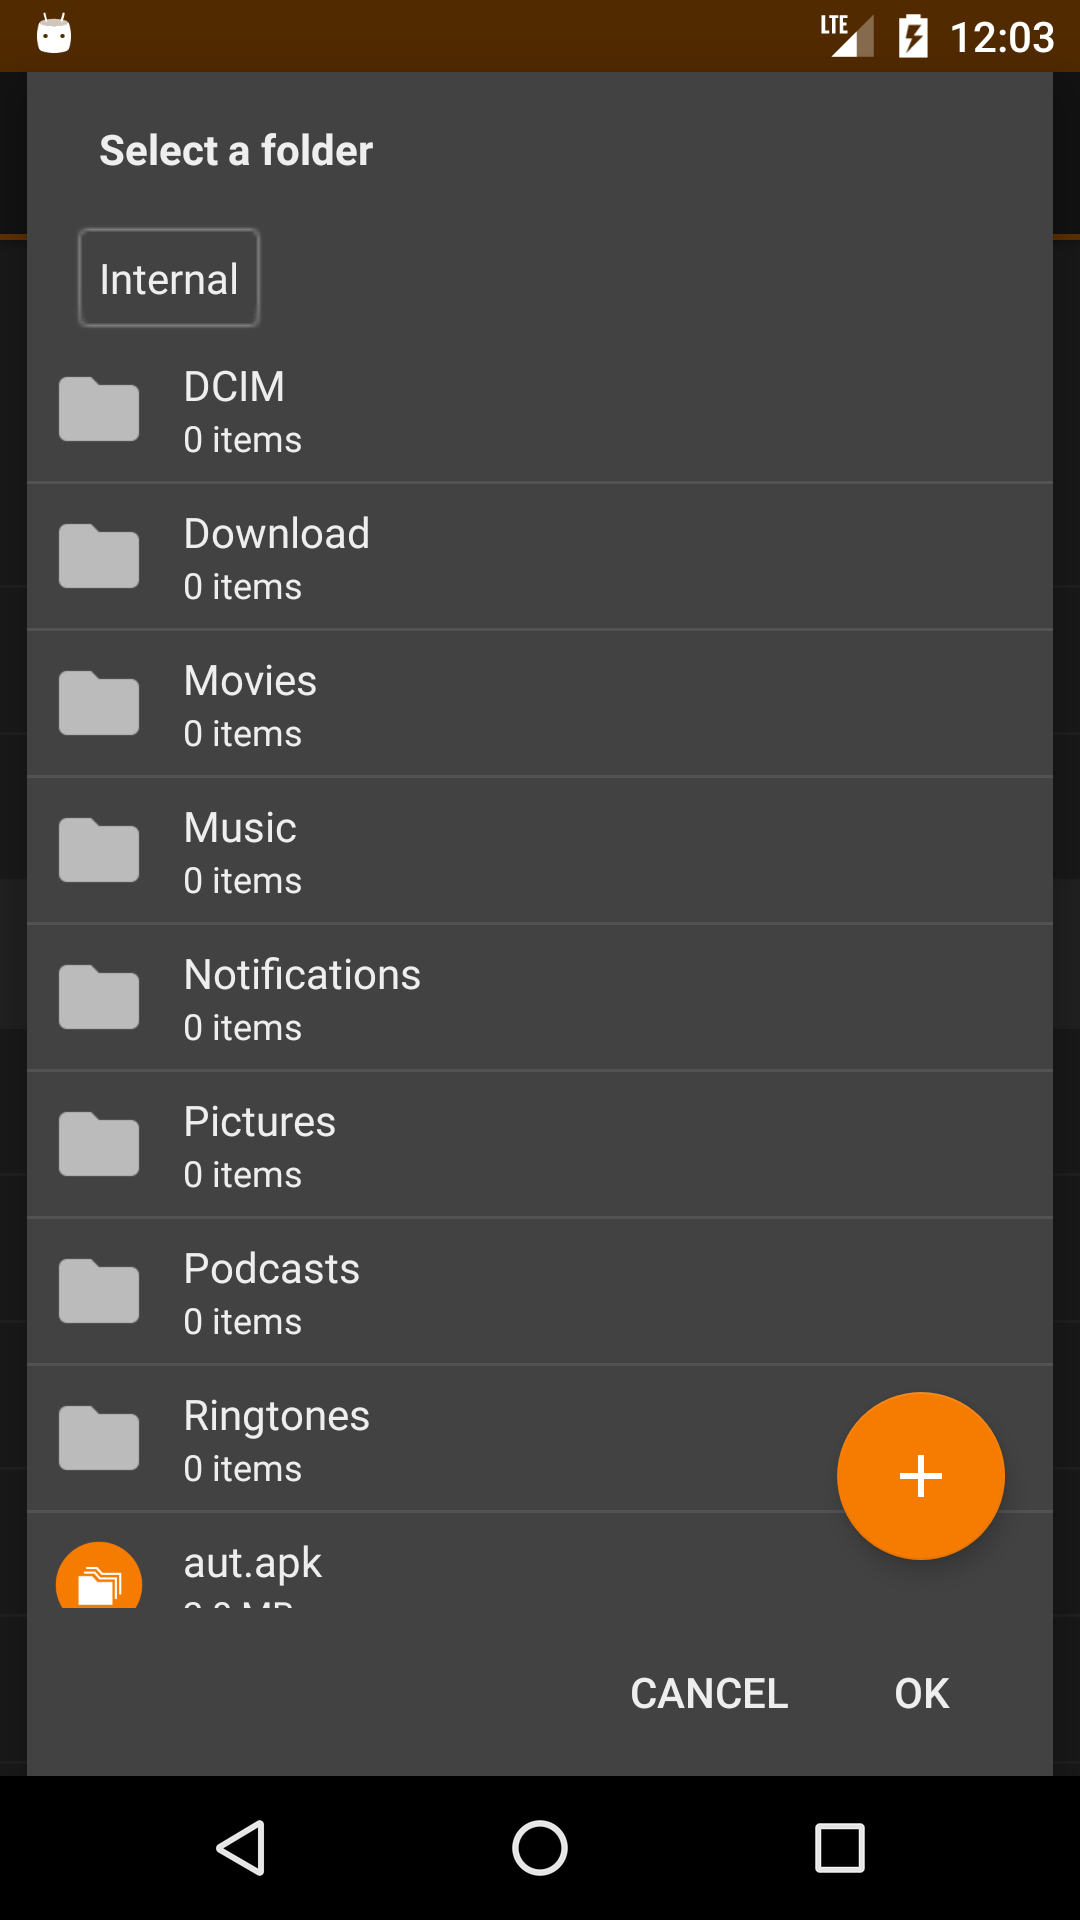 LTE 12:03
Select a folder
Internal
DCIM
0 items
Download
0 items
Movies
0 items
Music
0 items
Notifications
0 items
Pictures
0 items
Podcasts
0 items
Ringtones
0 items
aut.apk
CANCEL OK